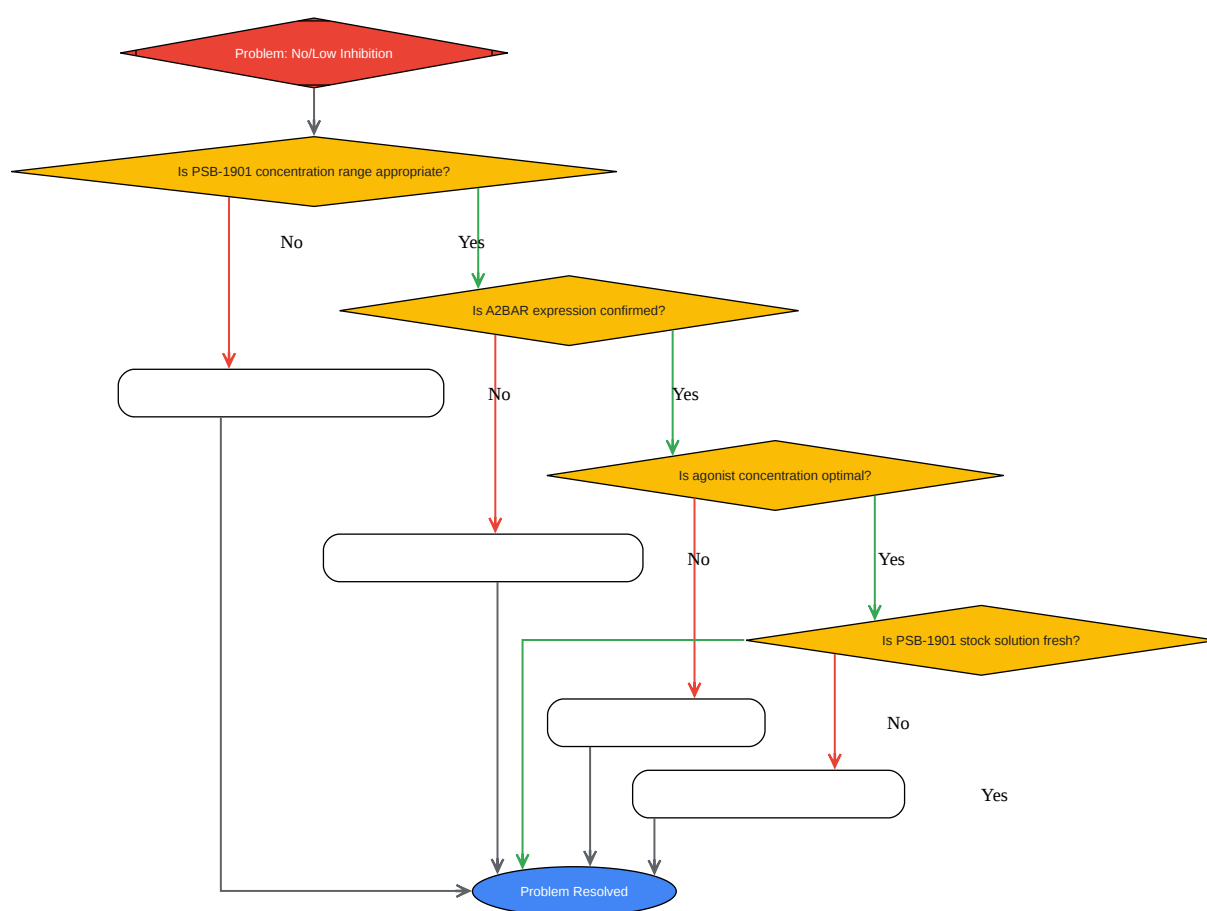 Problem: No/Low Inhibition
Is PSB-1901 concentration range appropriate?
No
Yes
Is A2BAR expression confirmed?
No
Yes
Is agonist concentration optimal?
No
Yes
Is PSB-1901 stock solution fresh?
No
Yes
Problem Resolved